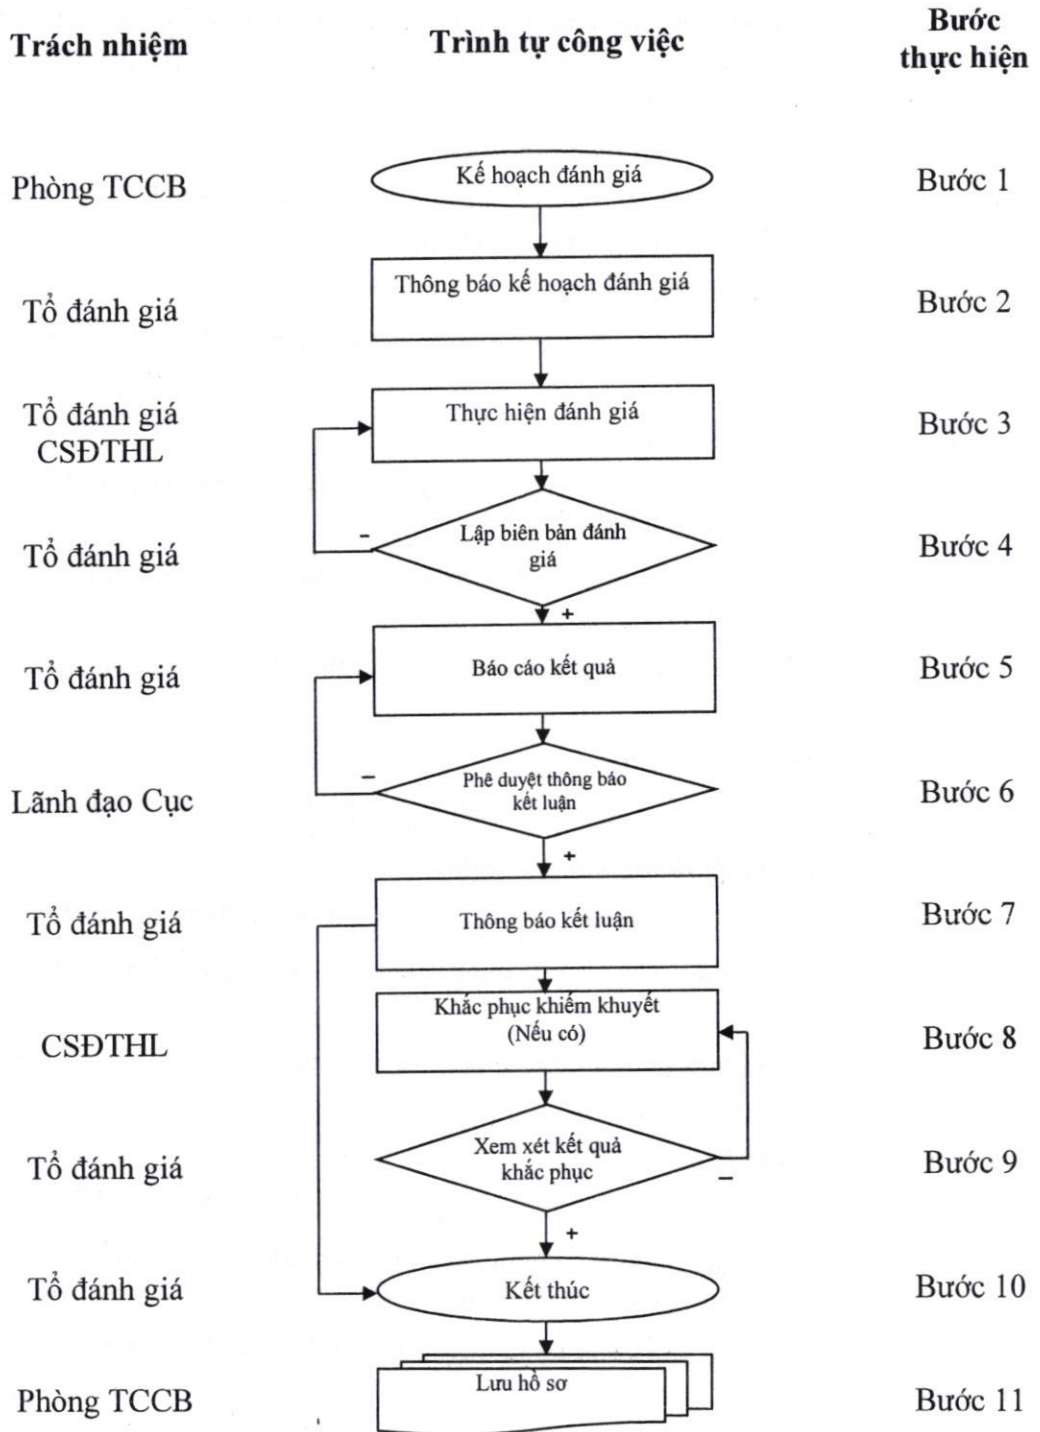 Trách nhiệm
Trình tự công việc
Bước
thực hiện
Phòng TCCB
Kế hoạch đánh giá
Bước 1
Tổ đánh giá
Thông báo kế hoạch đánh giá
Bước 2
Tổ đánh giá
CSĐTHL
Thực hiện đánh giá
Bước 3
Tổ đánh giá
–
Lập biên bản đánh
giá
Bước 4
+
Tổ đánh giá
Báo cáo kết quả
Bước 5
Lãnh đạo Cục
–
Phê duyệt thông báo
kết luận
Bước 6
+
Tổ đánh giá
Thông báo kết luận
Bước 7
CSĐTHL
Khắc phục khiếm khuyết
(Nếu có)
Bước 8
Tổ đánh giá
Xem xét kết quả
khắc phục
–
Bước 9
+
Tổ đánh giá
Kết thúc
Bước 10
Phòng TCCB
Lưu hồ sơ
Bước 11